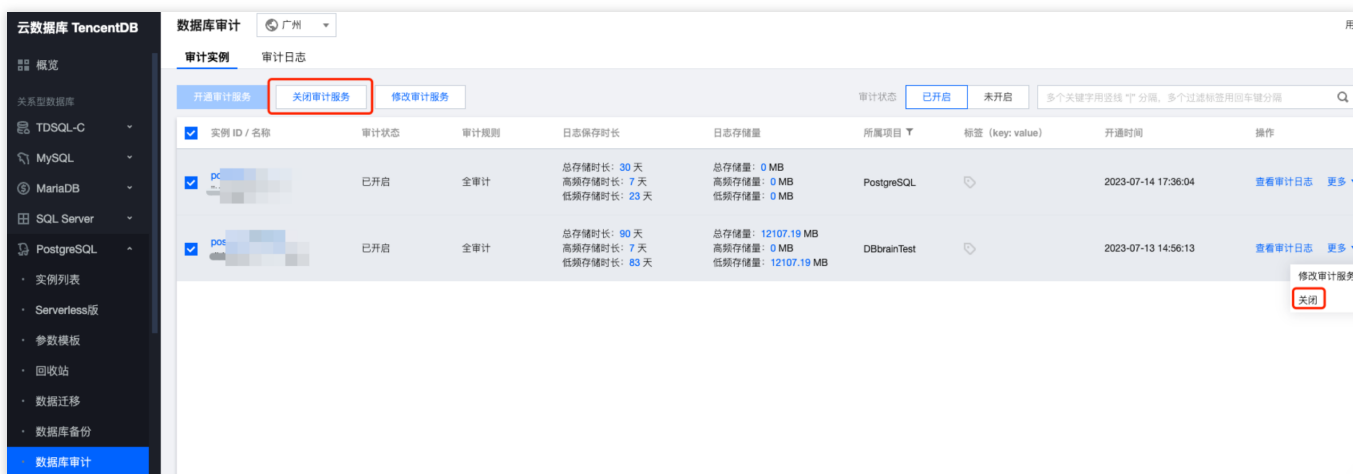 云数据库 TencentDB
概览
关系型数据库
TDSQL-C
MySQL
MariaDB
SQL Server
PostgreSQL
实例列表
Serverless版
参数模板
回收站
数据迁移
数据库备份
数据库审计
数据库审计 广州
用
审计实例 审计日志
开通审计服务 关闭审计服务 修改审计服务 审计状态 已开启 未开启 多个关键字用竖线 "|" 分隔，多个过滤标签用回车键分隔
实例 ID / 名称 审计状态 审计规则 日志保存时长 日志存储量 所属项目 标签（key: value） 开通时间 操作
总存储时长：30 天 总存储量：0 MB
已开启 全审计 高频存储时长：7 天 高频存储量：0 MB PostgreSQL 2023-07-14 17:36:04 查看审计日志 更多
低频存储时长：23 天 低频存储量：0 MB
总存储时长：90 天 总存储量：12107.19 MB
pos 已开启 全审计 高频存储时长：7 天 高频存储量：0 MB DBbrainTest 2023-07-13 14:56:13 查看审计日志 更多
低频存储时长：83 天 低频存储量：12107.19 MB
修改审计服务
关闭